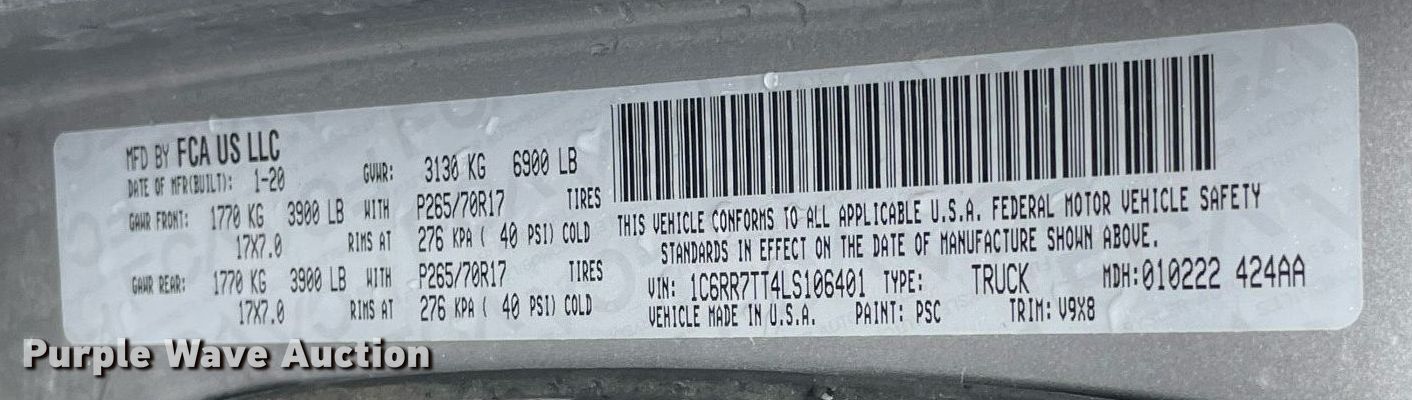 MFD BY FCA US LLC
DATE OF MFR(BUILT): 1-20 GVWR: 3130 KG 6900 LB
GAWR FRONT: 1770 KG 3900 LB WITH P265/70R17 TIRES
17X7.0 RIMS AT 276 KPA ( 40 PSI) COLD
GAWR REAR: 1770 KG 3900 LB WITH P265/70R17 TIRES
17X7.0 RIMS AT 276 KPA ( 40 PSI) COLD
THIS VEHICLE CONFORMS TO ALL APPLICABLE U.S.A. FEDERAL MOTOR VEHICLE SAFETY
STANDARDS IN EFFECT ON THE DATE OF MANUFACTURE SHOWN ABOVE.
VIN: 1C6RR7TT4LS106401 TYPE: TRUCK MDH:010222 424AA
VEHICLE MADE IN U.S.A. PAINT: PSC TRIM: V9X8
Purple Wave Auction